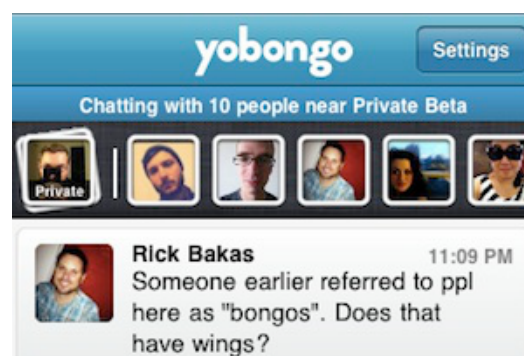 yobongo
Settings
Chatting with 10 people near Private Beta
Private
Rick Bakas 11:09 PM
Someone earlier referred to ppl
here as "bongos". Does that
have wings?